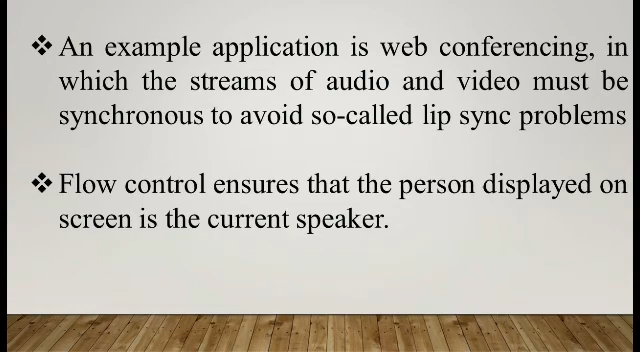 ❖ An example application is web conferencing, in
which the streams of audio and video must be
synchronous to avoid so-called lip sync problems
❖ Flow control ensures that the person displayed on
screen is the current speaker.